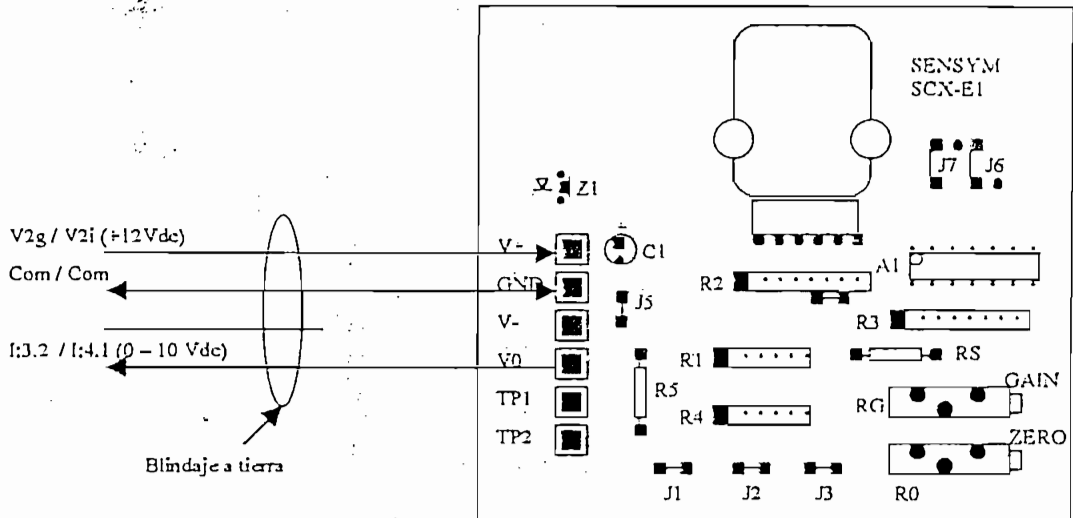 SENSYM
SCX-E1
J7
J6
Z1
V2g / V2i (+12Vdc)
V+
C1
Com / Com
GND
A1
R2
J5
V-
R3
I:3.2 / I:4.1 (0 – 10 Vdc)
V0
R1
RS
R5
GAIN
TP1
RG
R4
TP2
ZERO
Blindaje a tierra
J1
J2
J3
R0